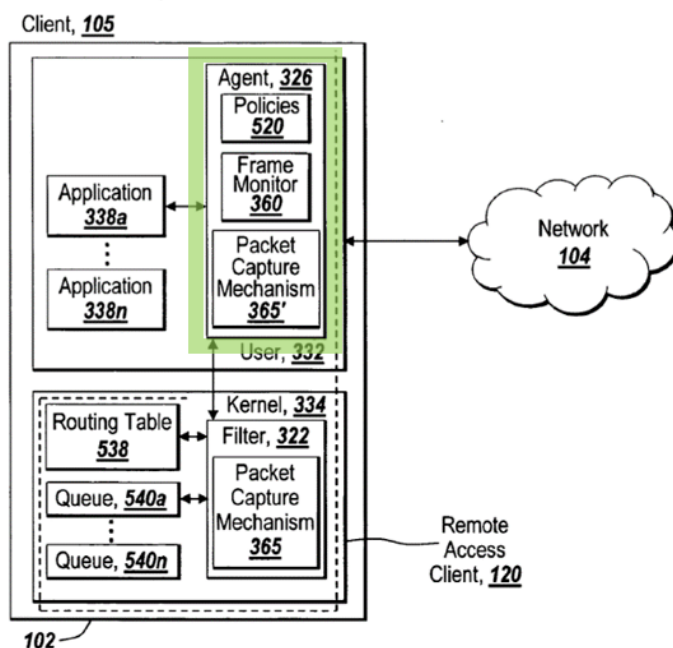 Client, 105
Agent, 326
Policies
520
Frame
Monitor
360
Application
338a
Packet
Capture
Mechanism
365'
Application
338n
User, 332
Network
104
Kernel, 334
Routing Table
538
Filter, 322
Queue, 540a
Packet
Capture
Mechanism
365
Queue, 540n
Remote
Access
Client, 120
102